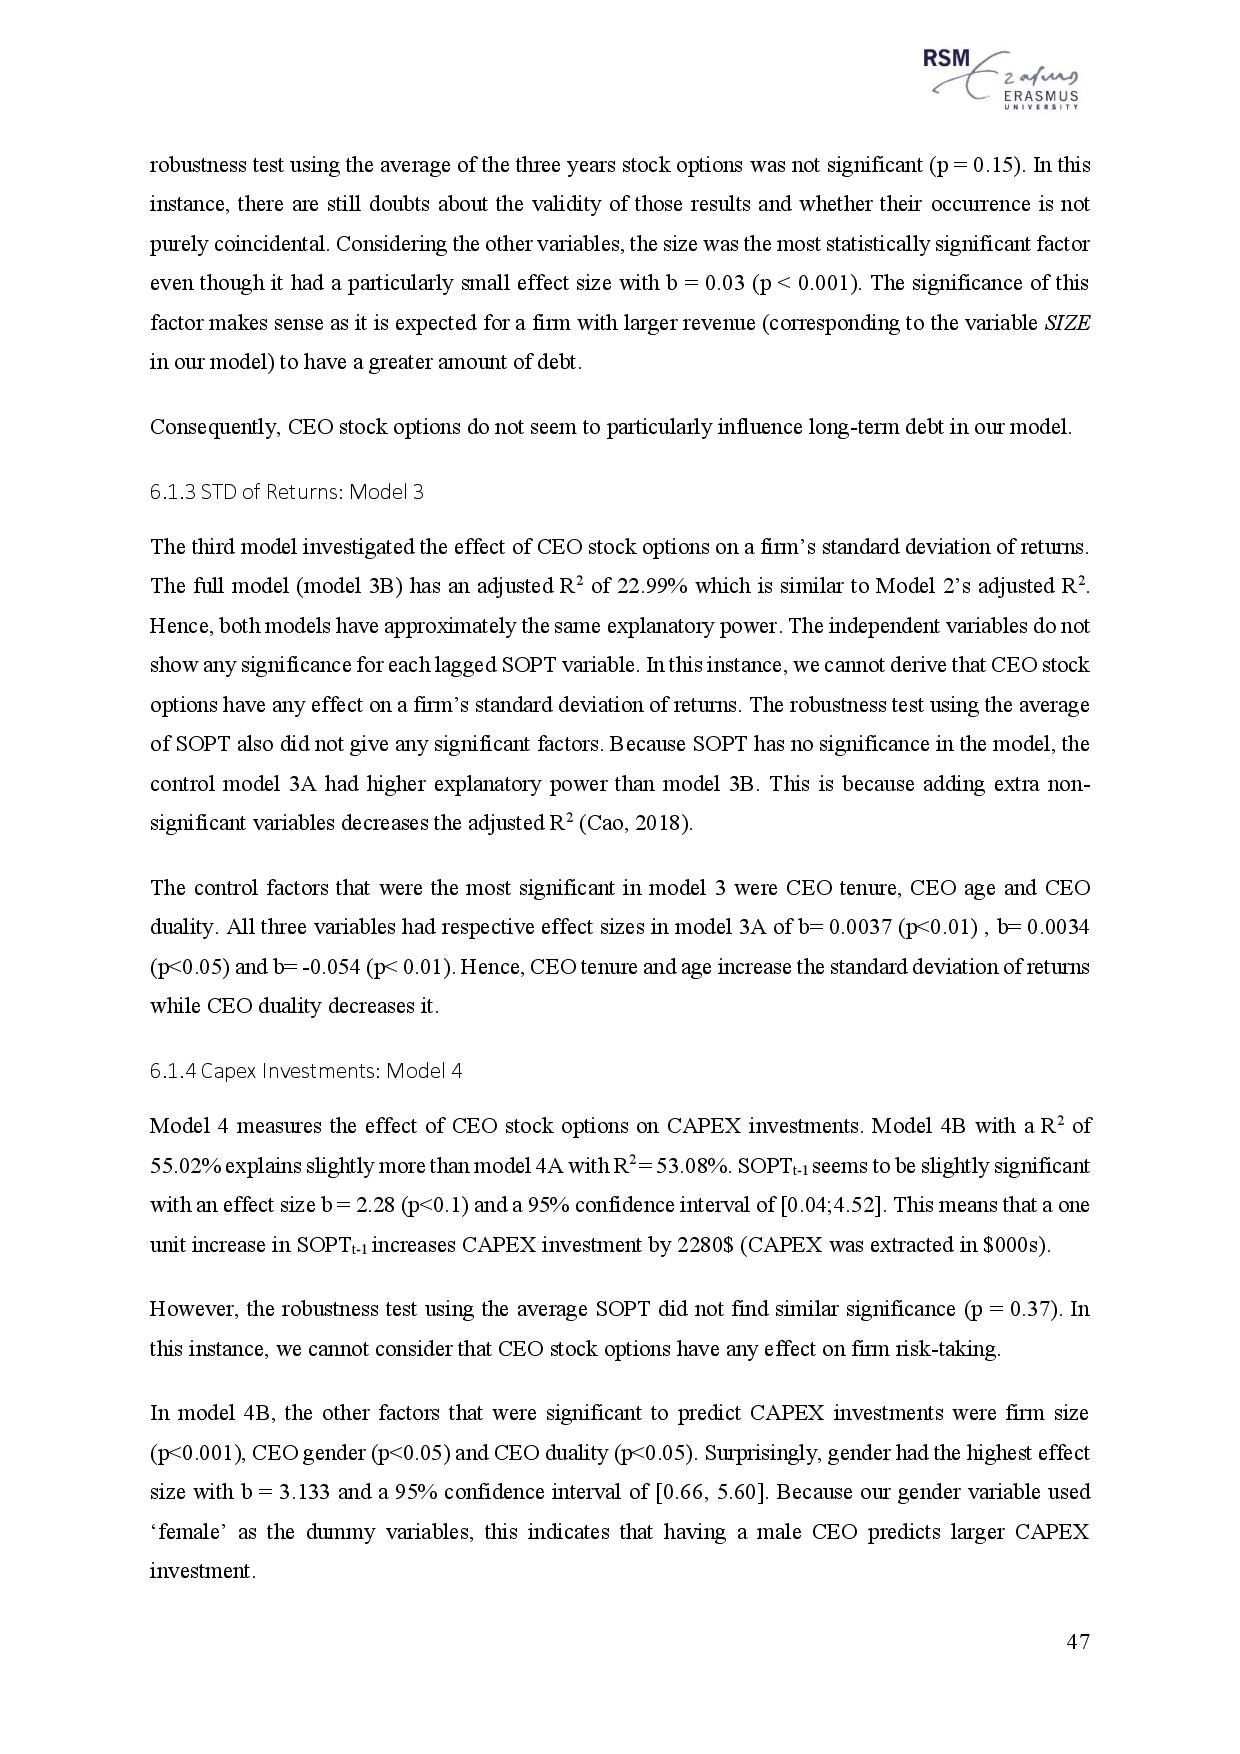 RSM
Erasmus
ERASMUS
UNIVERSITY
robustness test using the average of the three years stock options was not significant (p = 0.15). In this
instance, there are still doubts about the validity of those results and whether their occurrence is not
purely coincidental. Considering the other variables, the size was the most statistically significant factor
even though it had a particularly small effect size with b = 0.03 (p < 0.001). The significance of this
factor makes sense as it is expected for a firm with larger revenue (corresponding to the variable SIZE
in our model) to have a greater amount of debt.
Consequently, CEO stock options do not seem to particularly influence long-term debt in our model.
6.1.3 STD of Returns: Model 3
The third model investigated the effect of CEO stock options on a firm’s standard deviation of returns.
The full model (model 3B) has an adjusted R² of 22.99% which is similar to Model 2’s adjusted R².
Hence, both models have approximately the same explanatory power. The independent variables do not
show any significance for each lagged SOPT variable. In this instance, we cannot derive that CEO stock
options have any effect on a firm’s standard deviation of returns. The robustness test using the average
of SOPT also did not give any significant factors. Because SOPT has no significance in the model, the
control model 3A had higher explanatory power than model 3B. This is because adding extra non-
significant variables decreases the adjusted R² (Cao, 2018).
The control factors that were the most significant in model 3 were CEO tenure, CEO age and CEO
duality. All three variables had respective effect sizes in model 3A of b= 0.0037 (p<0.01) , b= 0.0034
(p<0.05) and b= -0.054 (p< 0.01). Hence, CEO tenure and age increase the standard deviation of returns
while CEO duality decreases it.
6.1.4 Capex Investments: Model 4
Model 4 measures the effect of CEO stock options on CAPEX investments. Model 4B with a R² of
55.02% explains slightly more than model 4A with R² = 53.08%. SOPTt-1 seems to be slightly significant
with an effect size b = 2.28 (p<0.1) and a 95% confidence interval of [0.04;4.52]. This means that a one
unit increase in SOPTt-1 increases CAPEX investment by 2280$ (CAPEX was extracted in $000s).
However, the robustness test using the average SOPT did not find similar significance (p = 0.37). In
this instance, we cannot consider that CEO stock options have any effect on firm risk-taking.
In model 4B, the other factors that were significant to predict CAPEX investments were firm size
(p<0.001), CEO gender (p<0.05) and CEO duality (p<0.05). Surprisingly, gender had the highest effect
size with b = 3.133 and a 95% confidence interval of [0.66, 5.60]. Because our gender variable used
‘female’ as the dummy variables, this indicates that having a male CEO predicts larger CAPEX
investment.
47